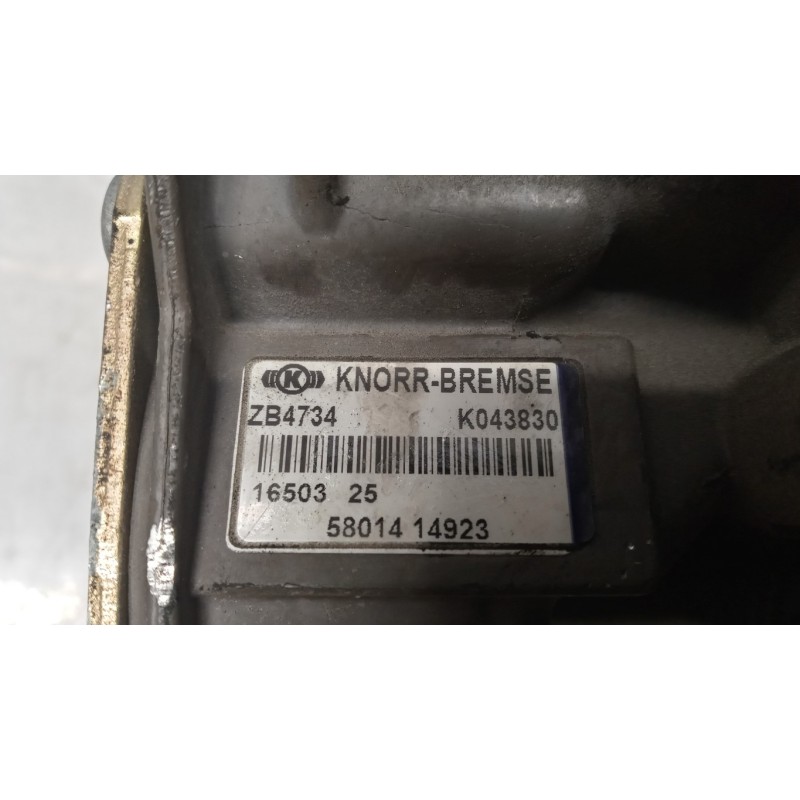 K KNORR-BREMSE
ZB4734 K043830
16503 25
58014 14923